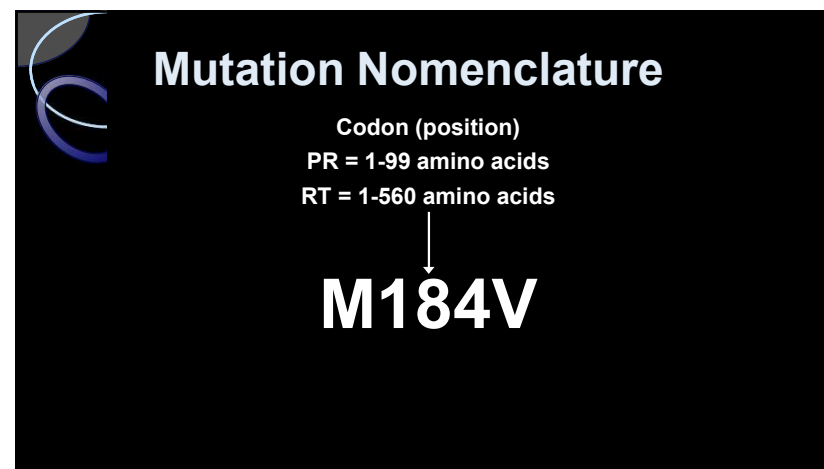 Mutation Nomenclature
Codon (position)
PR = 1-99 amino acids
RT = 1-560 amino acids
M184V